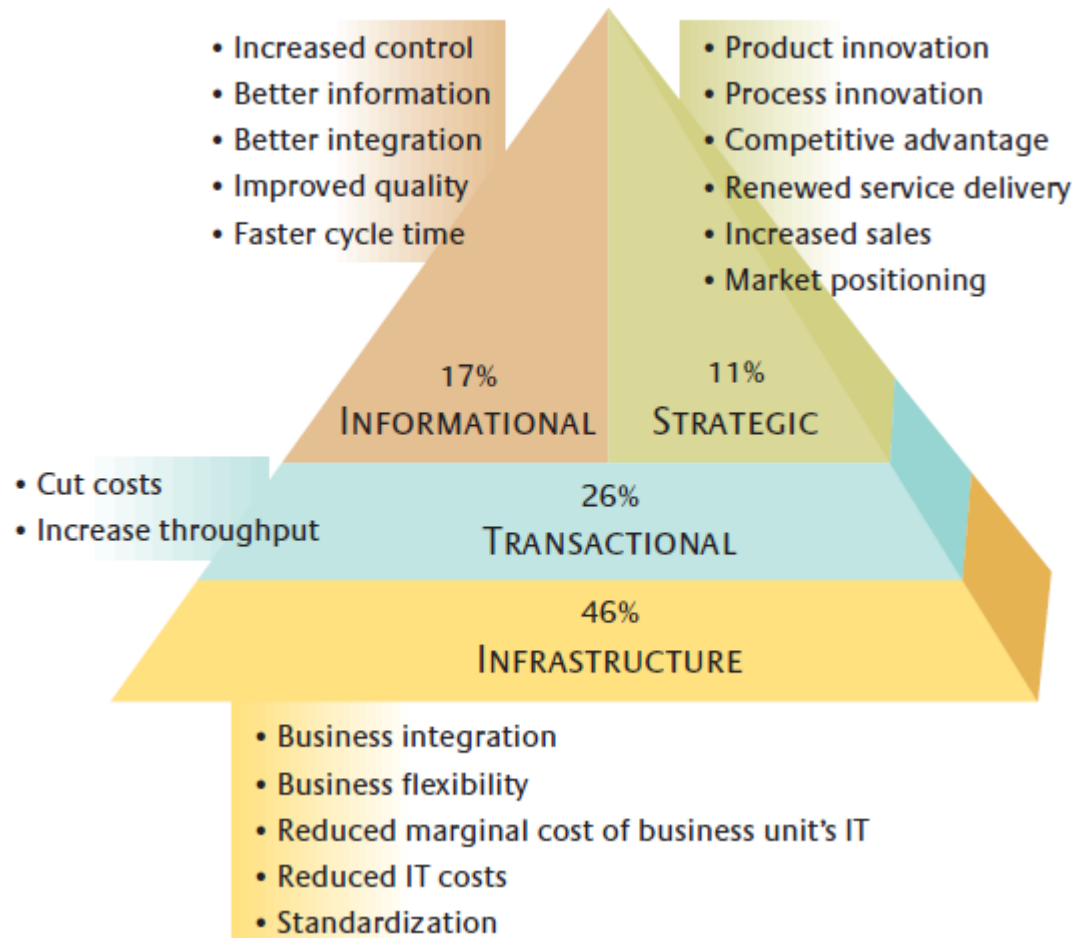 • Increased control
• Better information
• Better integration
• Improved quality
• Faster cycle time
• Product innovation
• Process innovation
• Competitive advantage
• Renewed service delivery
• Increased sales
• Market positioning
17%
INFORMATIONAL
11%
STRATEGIC
• Cut costs
• Increase throughput
26%
TRANSACTIONAL
46%
INFRASTRUCTURE
• Business integration
• Business flexibility
• Reduced marginal cost of business unit's IT
• Reduced IT costs
• Standardization